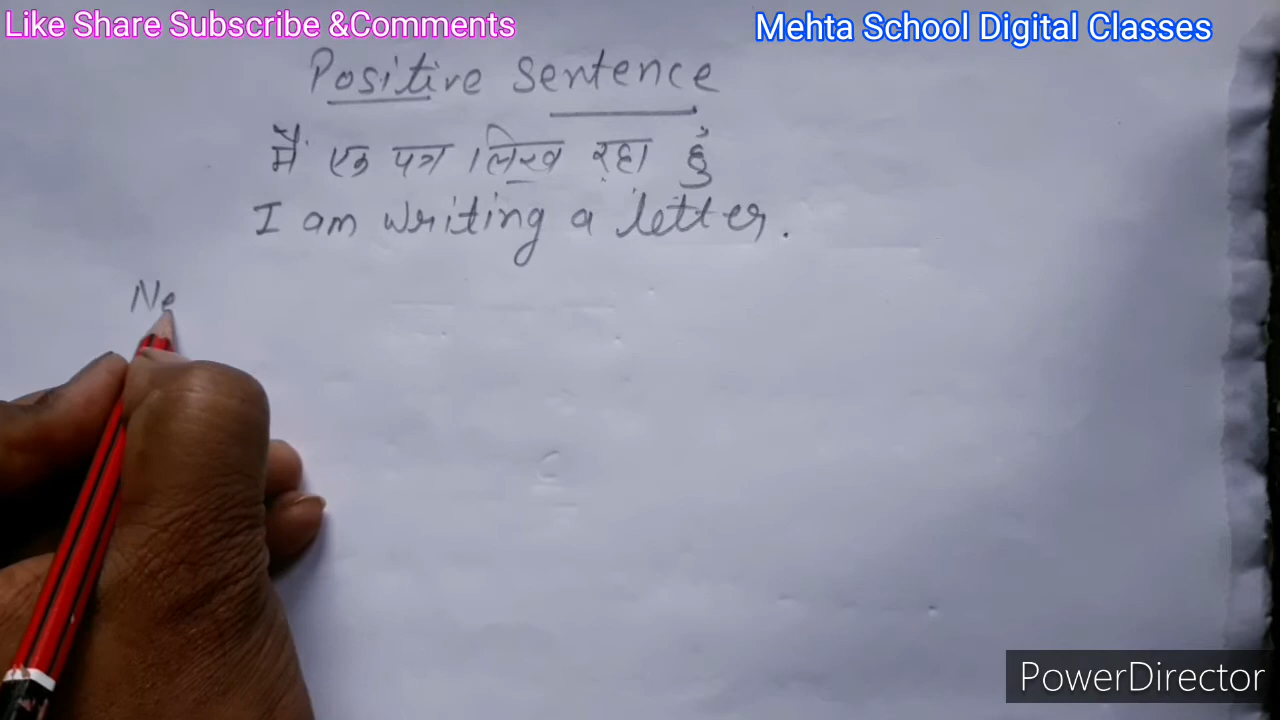 Like Share Subscribe &Comments
Mehta School Digital Classes
Positive Sentence
मैं एक पत्र लिख रहा हूँ
I am writing a letter.
Ne
PowerDirector